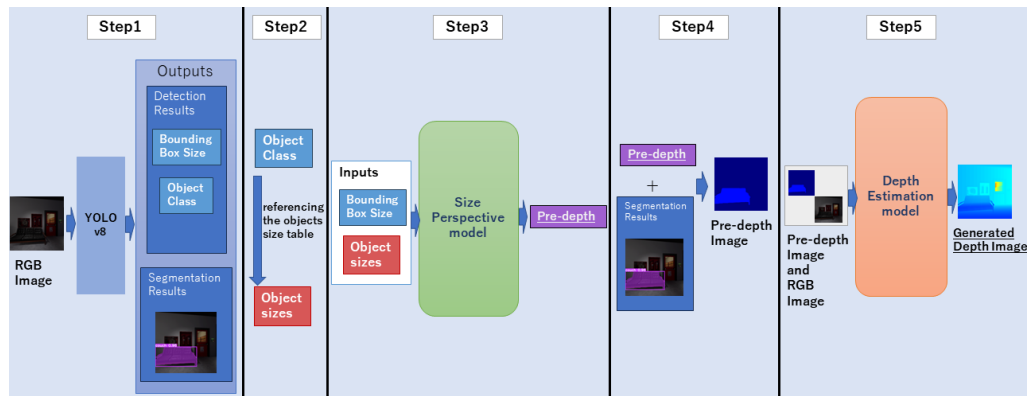 Step1
Outputs
Detection
Results
Bounding
Box Size
Object
Class
YOLO
v8
RGB
Image
Segmentation
Results
Step2
Object
Class
referencing
the objects
size table
Object
sizes
Step3
Inputs
Bounding
Box Size
Object
sizes
Size
Perspective
model
Pre-depth
Step4
Pre-depth
+
Segmentation
Results
Pre-depth
Image
Step5
Pre-depth
Image
and
RGB
Image
Depth
Estimation
model
Generated
Depth Image